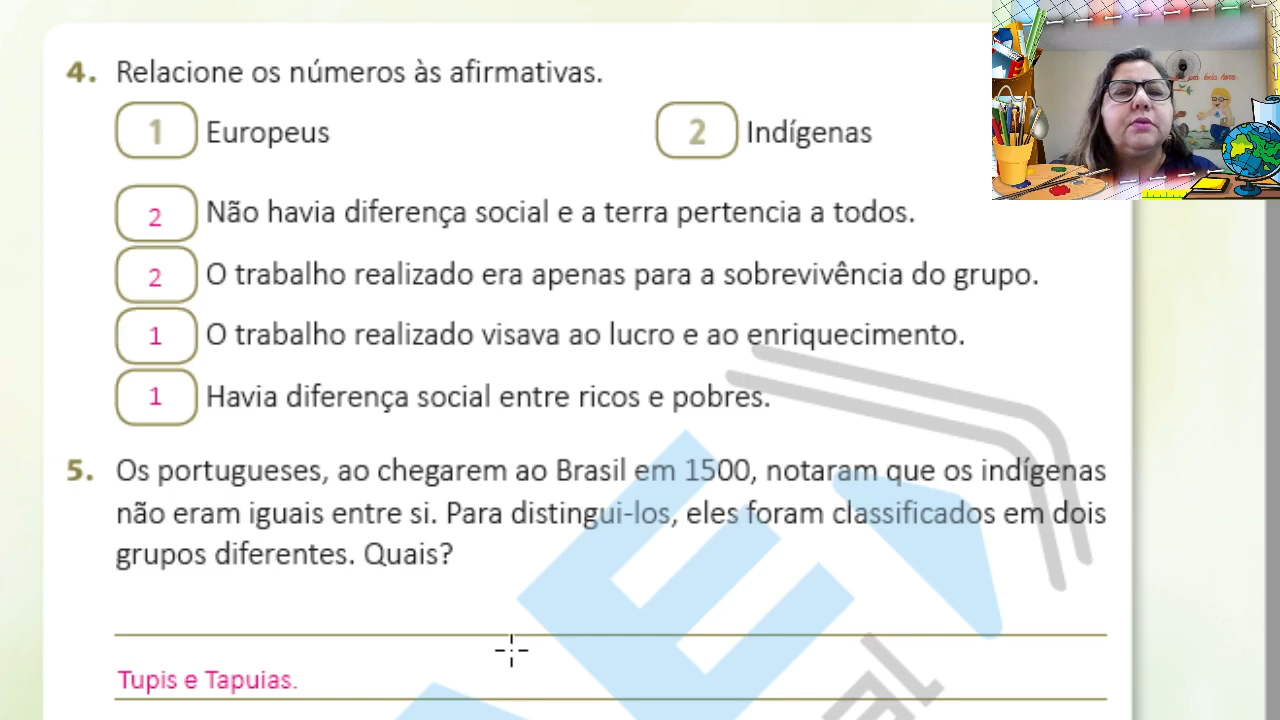 4. Relacione os números às afirmativas.
1 Europeus
2 Indígenas
2 Não havia diferença social e a terra pertencia a todos.
2 O trabalho realizado era apenas para a sobrevivência do grupo.
1 O trabalho realizado visava ao lucro e ao enriquecimento.
1 Havia diferença social entre ricos e pobres.
5. Os portugueses, ao chegarem ao Brasil em 1500, notaram que os indígenas
não eram iguais entre si. Para distingui-los, eles foram classificados em dois
grupos diferentes. Quais?
Tupis e Tapuias.